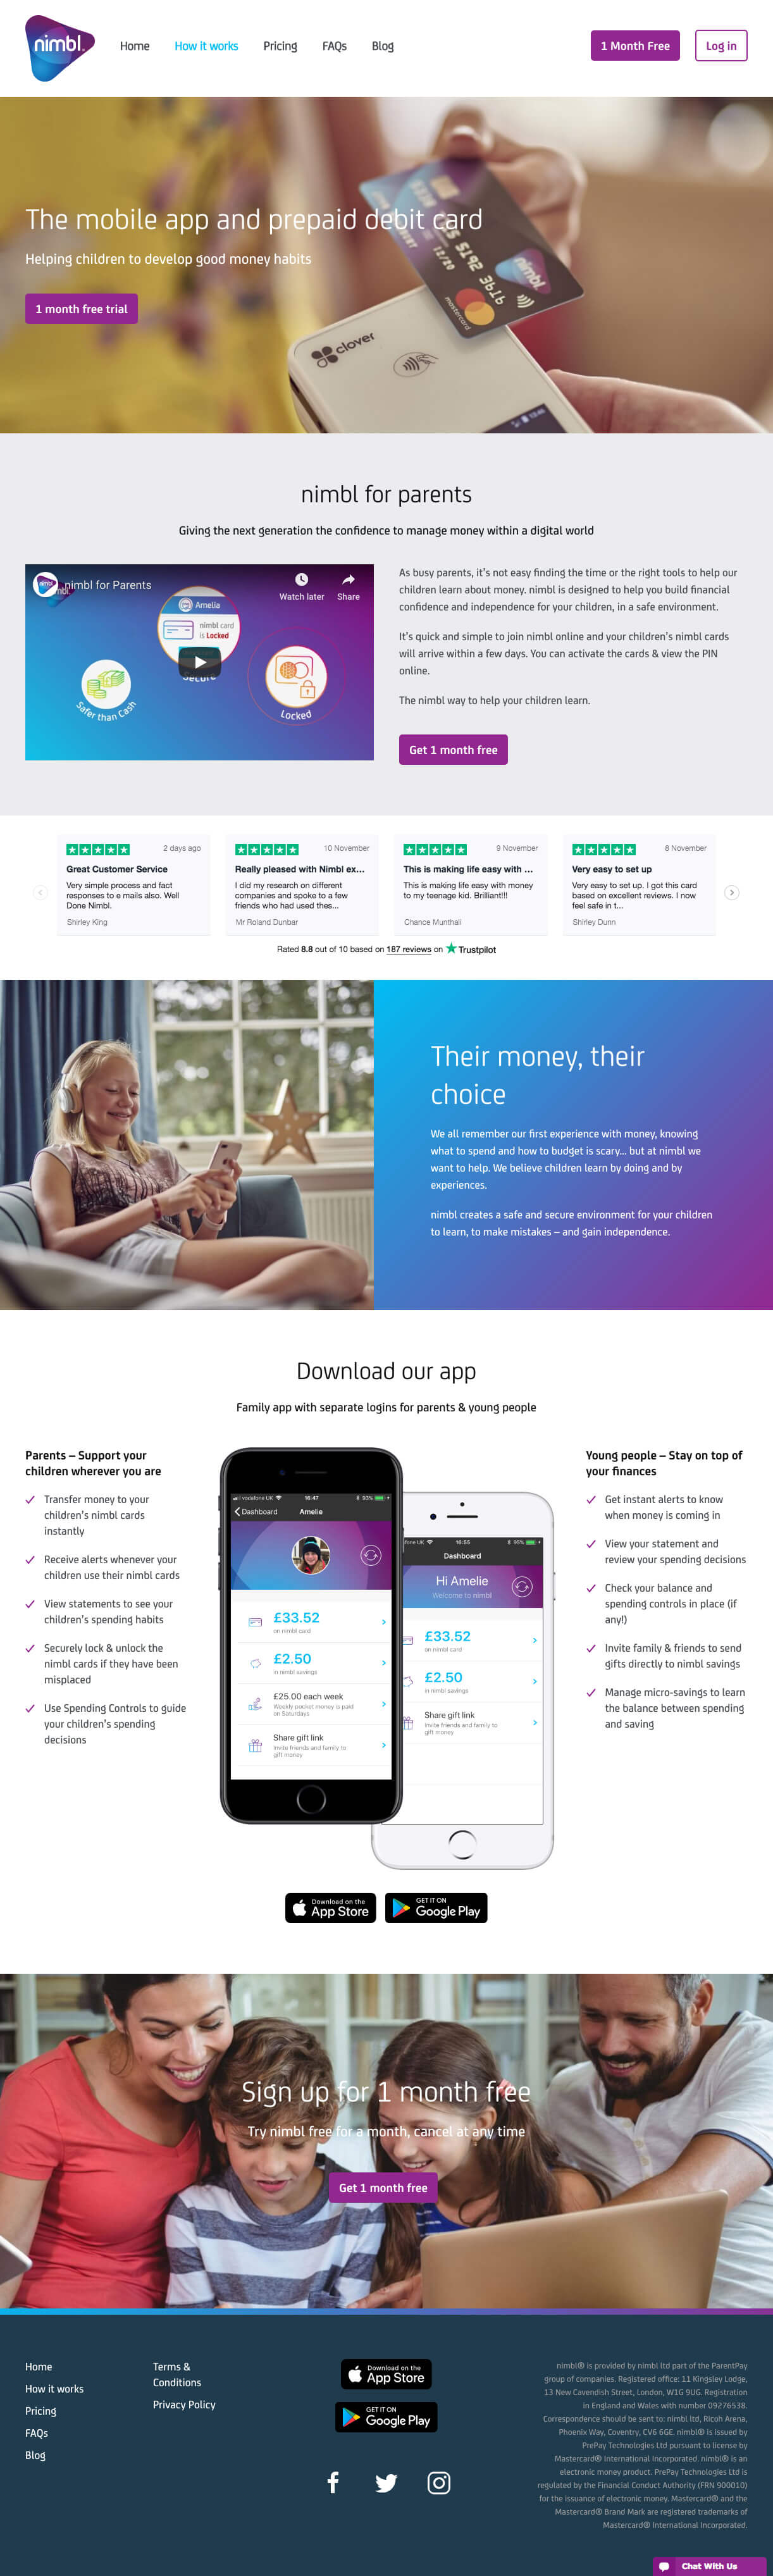 nimbl.
Home
How it works
Pricing
FAQs
Blog
1 Month Free
Log in
The mobile app and prepaid debit card
Helping children to develop good money habits
1 month free trial
nimbl.
mastercard
clover
nimbl for parents
Giving the next generation the confidence to manage money within a digital world
nimbl for Parents
Watch later
Share
Amelia
nimbl card
is Locked
Secure
Safer than Cash
Locked
As busy parents, it's not easy finding the time or the right tools to help our
children learn about money. nimbl is designed to help you build financial
confidence and independence for your children, in a safe environment.
It's quick and simple to join nimbl online and your children's nimbl cards
will arrive within a few days. You can activate the cards & view the PIN
online.
The nimbl way to help your children learn.
Get 1 month free
2 days ago
Great Customer Service
Very simple process and fact
responses to e mails also. Well
Done Nimbl.
Shirley King
10 November
Really pleased with Nimbl ex...
I did my research on different
companies and spoke to a few
friends who had used thes...
Mr Roland Dunbar
9 November
This is making life easy with ...
This is making life easy with money
to my teenage kid. Brilliant!!!
Chance Munthali
8 November
Very easy to set up
Very easy to set up. I got this card
based on excellent reviews. I now
feel safe in t...
Shirley Dunn
Rated 8.8 out of 10 based on 187 reviews on Trustpilot
Their money, their
choice
We all remember our first experience with money, knowing
what to spend and how to budget is scary... but at nimbl we
want to help. We believe children learn by doing and by
experiences.
nimbl creates a safe and secure environment for your children
to learn, to make mistakes – and gain independence.
Download our app
Family app with separate logins for parents & young people
Parents – Support your
children wherever you are
Transfer money to your
children's nimbl cards
instantly
Receive alerts whenever your
children use their nimbl cards
View statements to see your
children's spending habits
Securely lock & unlock the
nimbl cards if they have been
misplaced
Use Spending Controls to guide
your children's spending
decisions
vodafone UK
16:47
93%
Dashboard
Amelie
£33.52
on nimbl card
£2.50
in nimbl savings
£25.00 each week
Weekly pocket money is paid
on Saturdays
Share gift link
Invite friends and family to
gift money
16:55
95%
Dashboard
Hi Amelie
Welcome to nimbl
£33.52
on nimbl card
£2.50
in nimbl savings
Share gift link
Invite friends and family to
gift money
Young people – Stay on top of
your finances
Get instant alerts to know
when money is coming in
View your statement and
review your spending decisions
Check your balance and
spending controls in place (if
any!)
Invite family & friends to send
gifts directly to nimbl savings
Manage micro-savings to learn
the balance between spending
and saving
Download on the
App Store
GET IT ON
Google Play
Sign up for 1 month free
Try nimbl free for a month, cancel at any time
Get 1 month free
Home
How it works
Pricing
FAQs
Blog
Terms &
Conditions
Privacy Policy
Download on the
App Store
GET IT ON
Google Play
nimbl® is provided by nimbl ltd part of the ParentPay
group of companies. Registered office: 11 Kingsley Lodge,
13 New Cavendish Street, London, W1G 9UG. Registration
in England and Wales with number 09276538.
Correspondence should be sent to: nimbl ltd, Ricoh Arena,
Phoenix Way, Coventry, CV6 6GE. nimbl® is issued by
PrePay Technologies Ltd pursuant to license by
Mastercard® International Incorporated. nimbl® is an
electronic money product. PrePay Technologies Ltd is
regulated by the Financial Conduct Authority (FRN 900010)
for the issuance of electronic money. Mastercard® and the
Mastercard® Brand Mark are registered trademarks of
Mastercard® International Incorporated.
Chat With Us